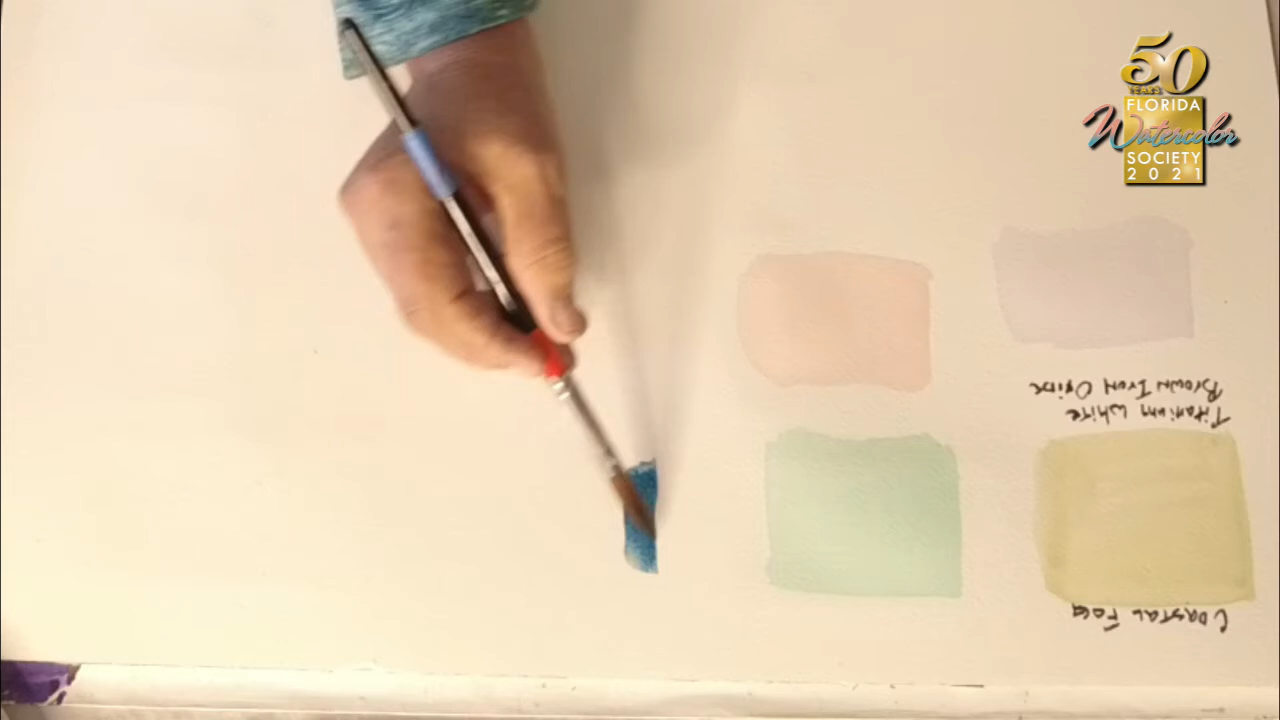 50
YEARS
FLORIDA
Watercolor
SOCIETY
2021
Coastal Fog
Titanium White
Brown Iron Oxide